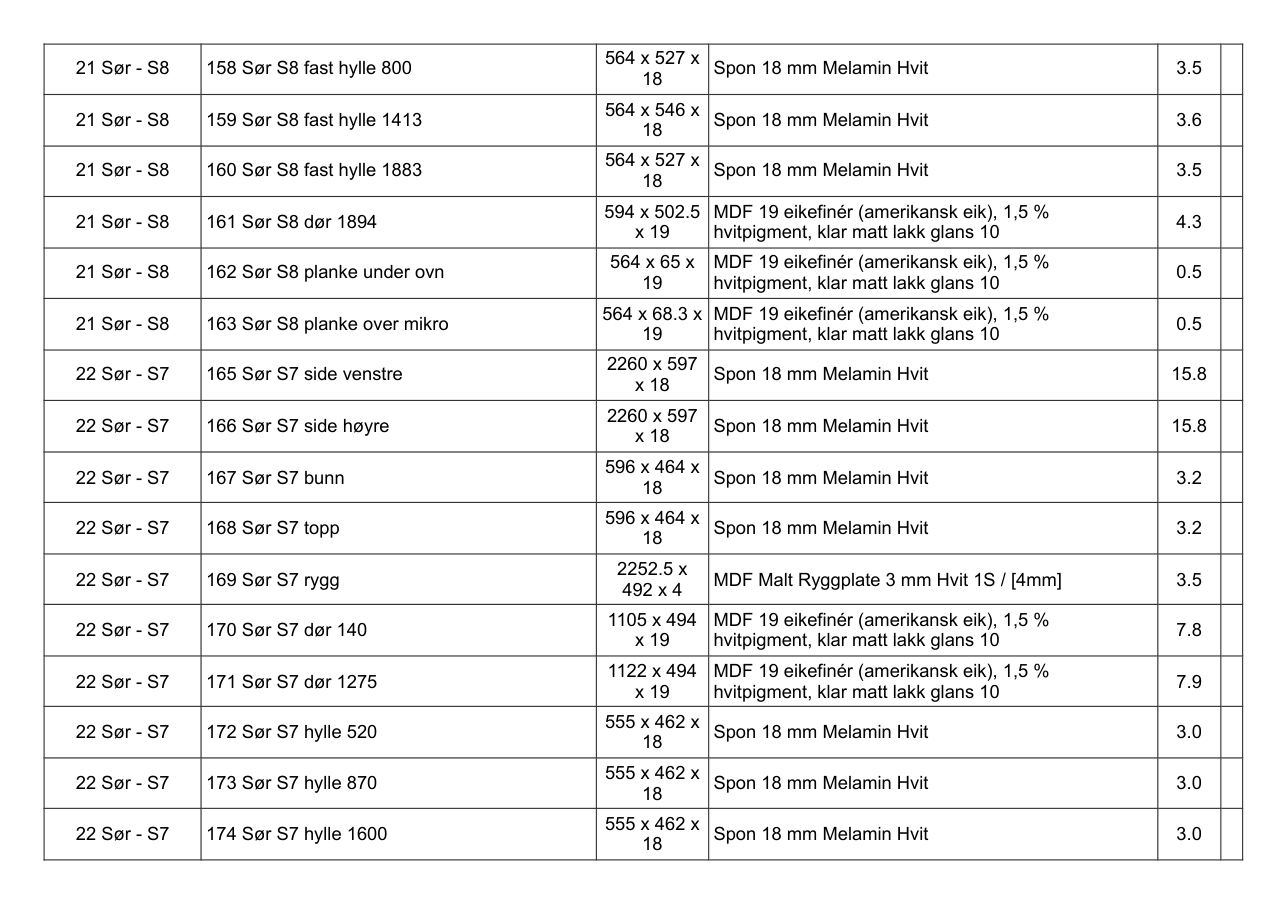 21 Sør - S8 158 Sør S8 fast hylle 800 564 x 527 x Spon 18 mm Melamin Hvit 3.5
18
21 Sør - S8 159 Sør S8 fast hylle 1413 564 x 546 x Spon 18 mm Melamin Hvit 3.6
18
21 Sør - S8 160 Sør S8 fast hylle 1883 564 x 527 x Spon 18 mm Melamin Hvit 3.5
18
21 Sør - S8 161 Sør S8 dør 1894 594 x 502.5 MDF 19 eikefinér (amerikansk eik), 1,5 % 4.3
x 19 hvitpigment, klar matt lakk glans 10
21 Sør - S8 162 Sør S8 planke under ovn 564 x 65 x MDF 19 eikefinér (amerikansk eik), 1,5 % 0.5
19 hvitpigment, klar matt lakk glans 10
21 Sør - S8 163 Sør S8 planke over mikro 564 x 68.3 x MDF 19 eikefinér (amerikansk eik), 1,5 % 0.5
19 hvitpigment, klar matt lakk glans 10
22 Sør - S7 165 Sør S7 side venstre 2260 x 597 Spon 18 mm Melamin Hvit 15.8
x 18
22 Sør - S7 166 Sør S7 side høyre 2260 x 597 Spon 18 mm Melamin Hvit 15.8
x 18
22 Sør - S7 167 Sør S7 bunn 596 x 464 x Spon 18 mm Melamin Hvit 3.2
18
22 Sør - S7 168 Sør S7 topp 596 x 464 x Spon 18 mm Melamin Hvit 3.2
18
22 Sør - S7 169 Sør S7 rygg 2252.5 x MDF Malt Ryggplate 3 mm Hvit 1S / [4mm] 3.5
492 x 4
22 Sør - S7 170 Sør S7 dør 140 1105 x 494 MDF 19 eikefinér (amerikansk eik), 1,5 % 7.8
x 19 hvitpigment, klar matt lakk glans 10
22 Sør - S7 171 Sør S7 dør 1275 1122 x 494 MDF 19 eikefinér (amerikansk eik), 1,5 % 7.9
x 19 hvitpigment, klar matt lakk glans 10
22 Sør - S7 172 Sør S7 hylle 520 555 x 462 x Spon 18 mm Melamin Hvit 3.0
18
22 Sør - S7 173 Sør S7 hylle 870 555 x 462 x Spon 18 mm Melamin Hvit 3.0
18
22 Sør - S7 174 Sør S7 hylle 1600 555 x 462 x Spon 18 mm Melamin Hvit 3.0
18